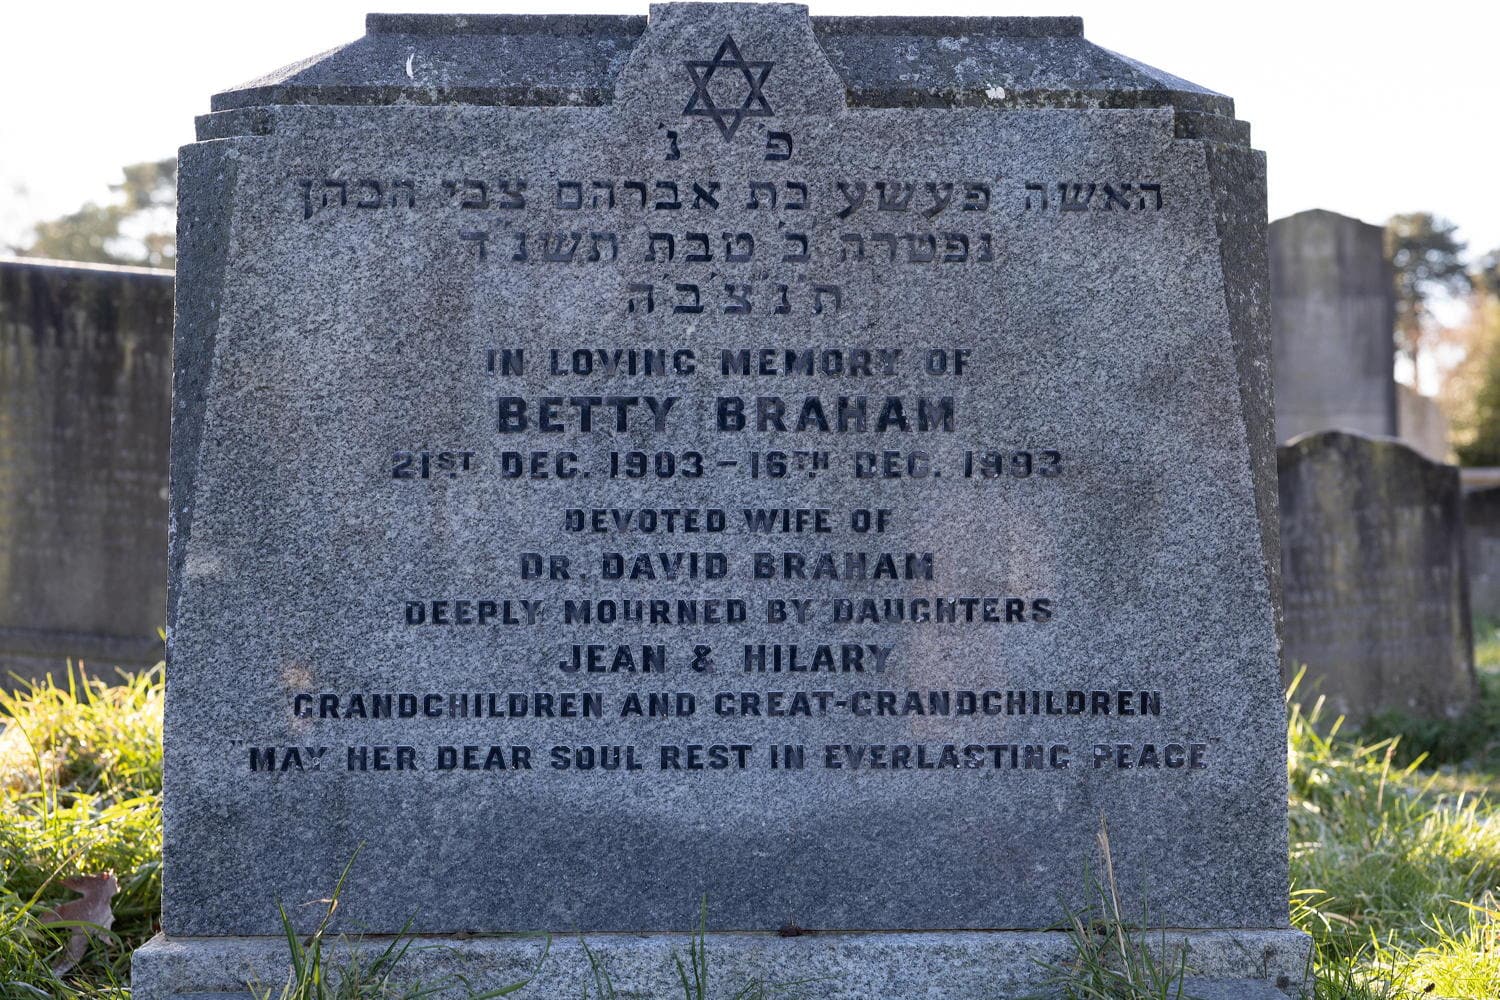 פ' נ'
האשה פעשע בת אברהם צבי הכהן
נפטרה ב' טבת תשנ"ד
ת' נ' צ' ב' ה'
IN LOVING MEMORY OF
BETTY BRAHAM
21ST DEC. 1903 - 16TH DEC. 1993
DEVOTED WIFE OF
DR. DAVID BRAHAM
DEEPLY MOURNED BY DAUGHTERS
JEAN & HILARY
GRANDCHILDREN AND GREAT-GRANDCHILDREN
"MAY HER DEAR SOUL REST IN EVERLASTING PEACE"